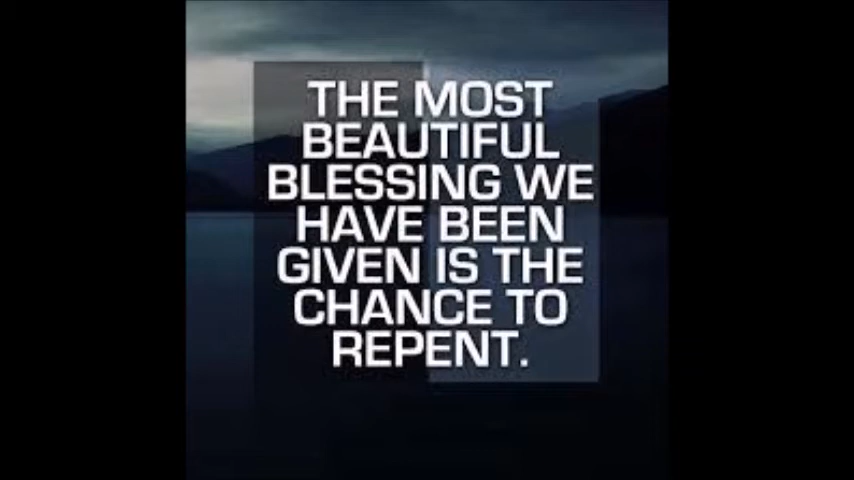 THE MOST
BEAUTIFUL
BLESSING WE
HAVE BEEN
GIVEN IS THE
CHANCE TO
REPENT.